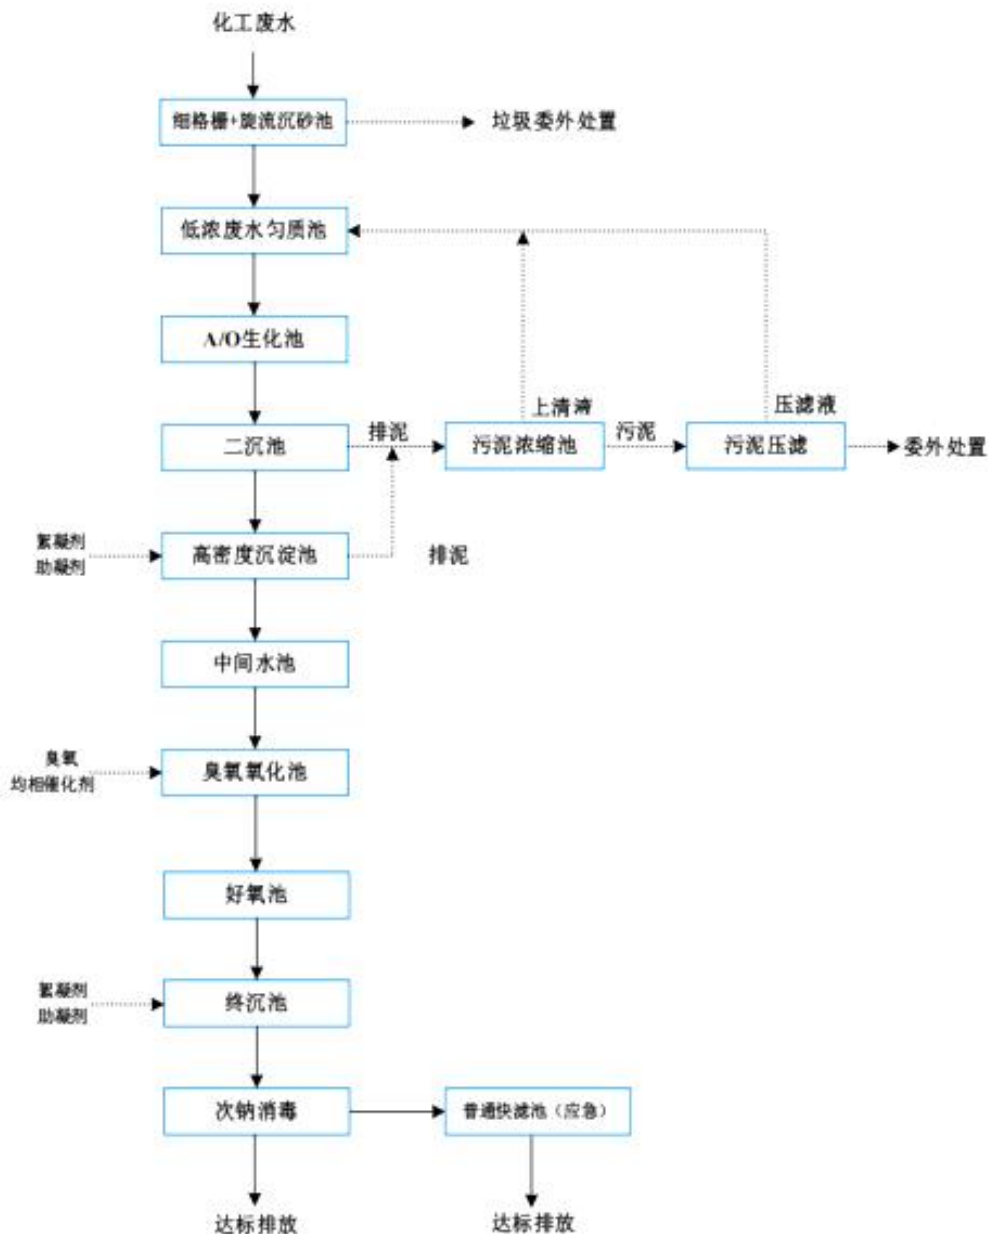 化工废水
细格栅+旋流沉砂池
垃圾委外处置
低浓废水匀质池
A/O生化池
上清液
压滤液
二沉池
排泥
污泥浓缩池
污泥
污泥压滤
委外处置
絮凝剂
助凝剂
高密度沉淀池
排泥
中间水池
臭氧
均相催化剂
臭氧氧化池
好氧池
絮凝剂
助凝剂
终沉池
次钠消毒
普通快滤池（应急）
达标排放
达标排放